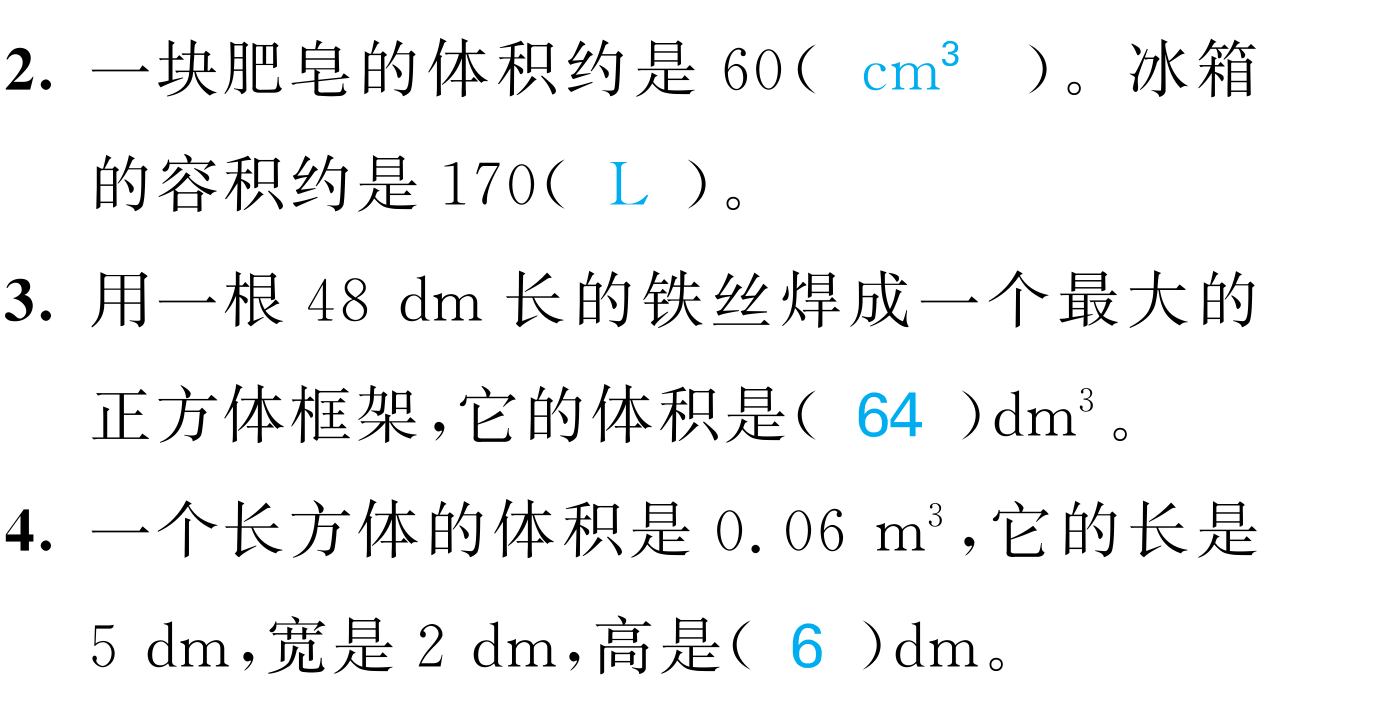 2. 一块肥皂的体积约是 60( cm³ )。冰箱
的容积约是 170( L )。
3. 用一根 48 dm 长的铁丝焊成一个最大的
正方体框架,它的体积是( 64 )dm³。
4. 一个长方体的体积是 0.06 m³,它的长是
5 dm,宽是 2 dm,高是( 6 )dm。